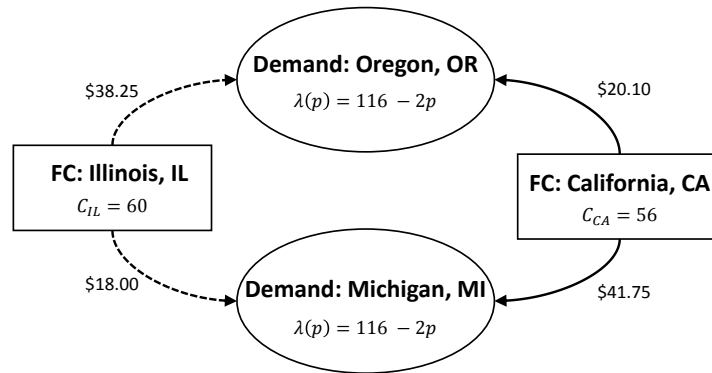 Demand: Oregon, OR
λ(p) = 116 − 2p
$38.25
$20.10
FC: Illinois, IL
C_IL = 60
FC: California, CA
C_CA = 56
$18.00
$41.75
Demand: Michigan, MI
λ(p) = 116 − 2p